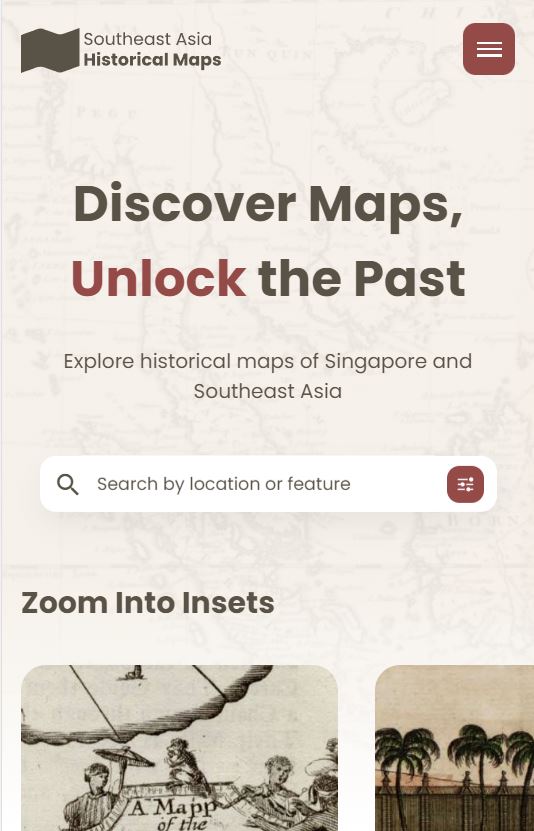 Southeast Asia
Historical Maps
Discover Maps,
Unlock the Past
Explore historical maps of Singapore and
Southeast Asia
Search by location or feature
Zoom Into Insets
A Mapp
of the